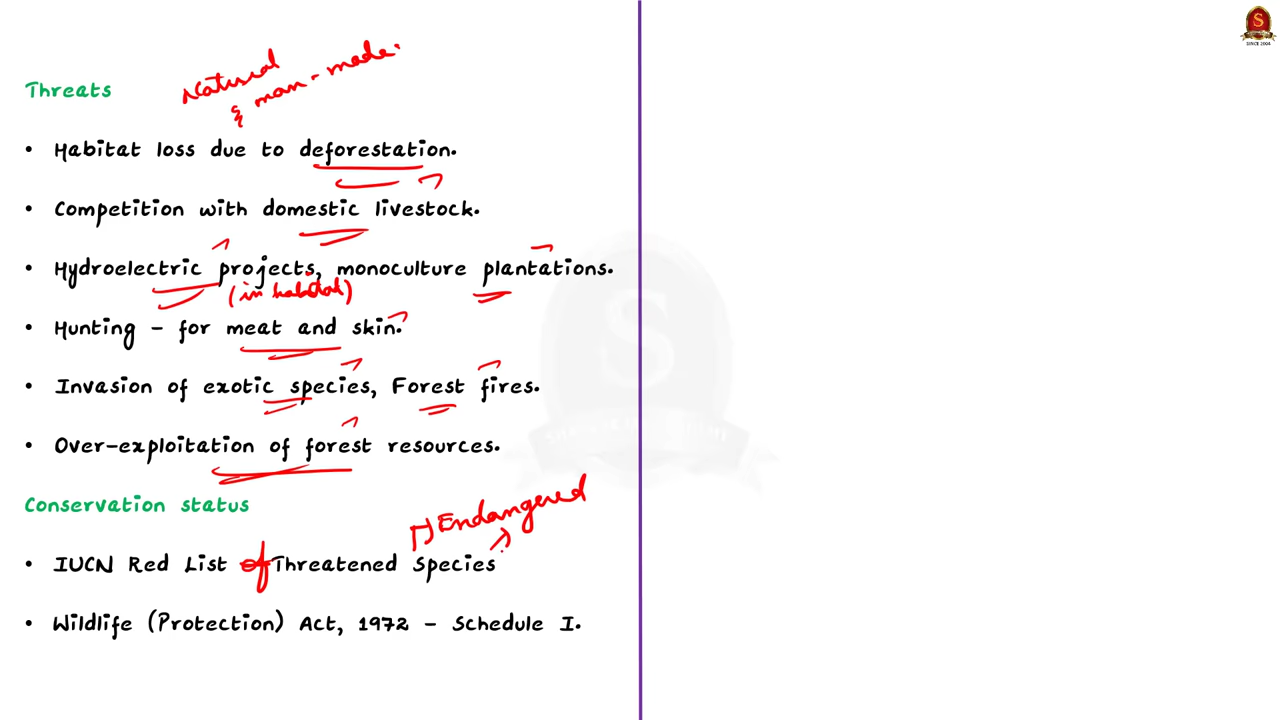 Natural
& man-made.
Threats
• Habitat loss due to deforestation.
• Competition with domestic livestock.
• Hydroelectric projects, monoculture plantations.
(in habitat)
• Hunting – for meat and skin.
• Invasion of exotic species, Forest fires.
• Over-exploitation of forest resources.
Conservation status
Endangered
• IUCN Red List of Threatened Species
• Wildlife (Protection) Act, 1972 – Schedule I.
S
SINCE 2004